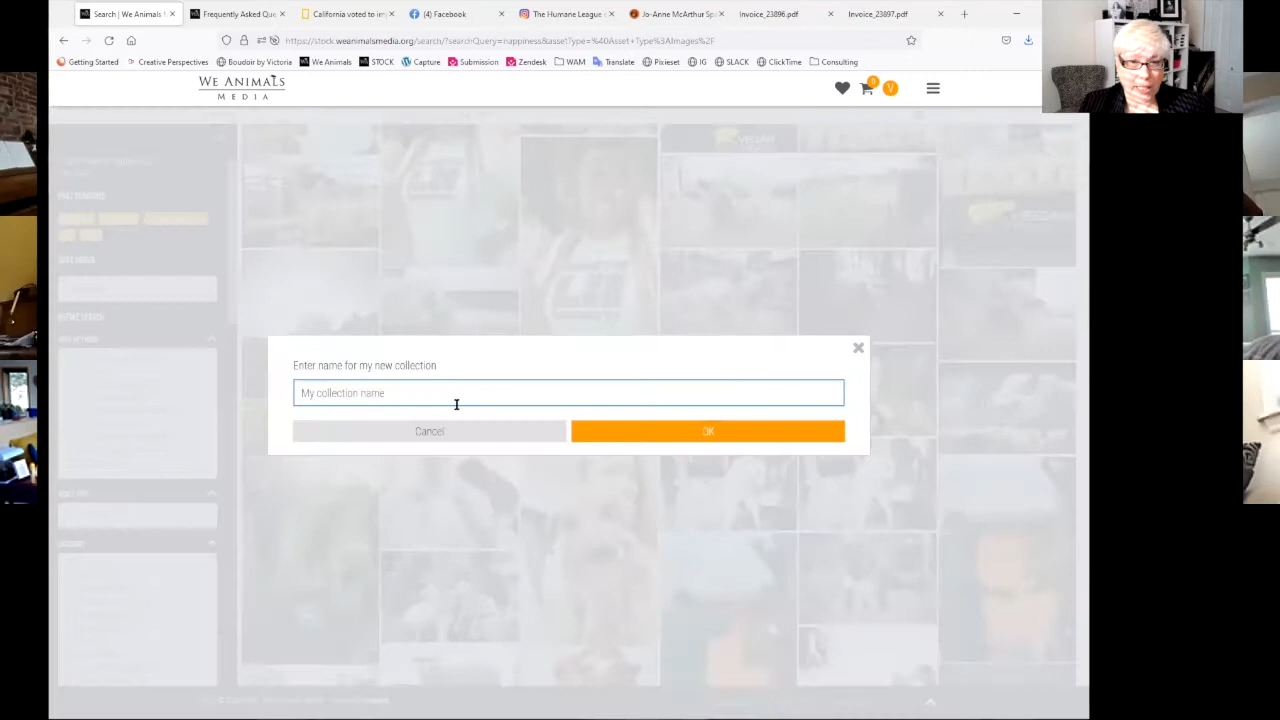 Search | We Animals M
Frequently Asked Que
California voted to im
(4) Facebook
The Humane League
Jo-Anne McArthur Sp
Invoice_23896.pdf
Invoice_23897.pdf
https://stock.weanimalsmedia.org/search/?searchQuery=happiness&assetType=%40Asset+Type%3AImages%2F
Getting Started
Creative Perspectives
Boudoir by Victoria
We Animals
STOCK
Capture
Submission
Zendesk
WAM
Translate
Pixieset
IG
SLACK
ClickTime
Consulting
WE ANIMALS
MEDIA
0
V
Enter name for my new collection
My collection name
Cancel
OK